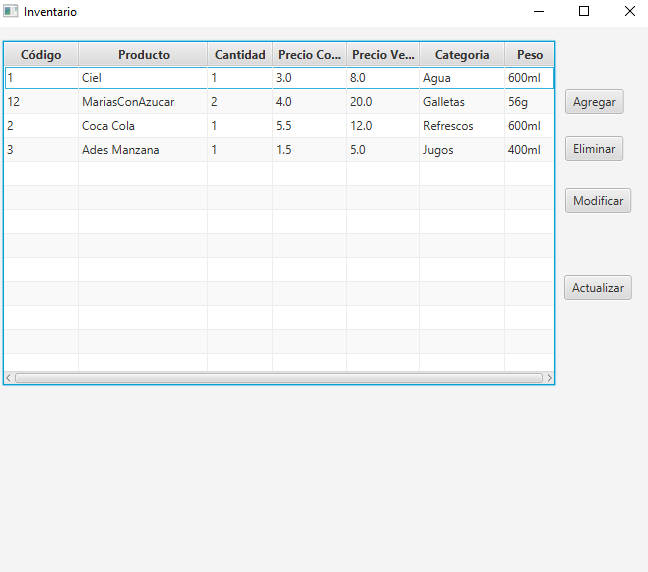 Inventario
Código Producto Cantidad Precio Co... Precio Ve... Categoria Peso
1 Ciel 1 3.0 8.0 Agua 600ml
12 MariasConAzucar 2 4.0 20.0 Galletas 56g
2 Coca Cola 1 5.5 12.0 Refrescos 600ml
3 Ades Manzana 1 1.5 5.0 Jugos 400ml
Agregar
Eliminar
Modificar
Actualizar